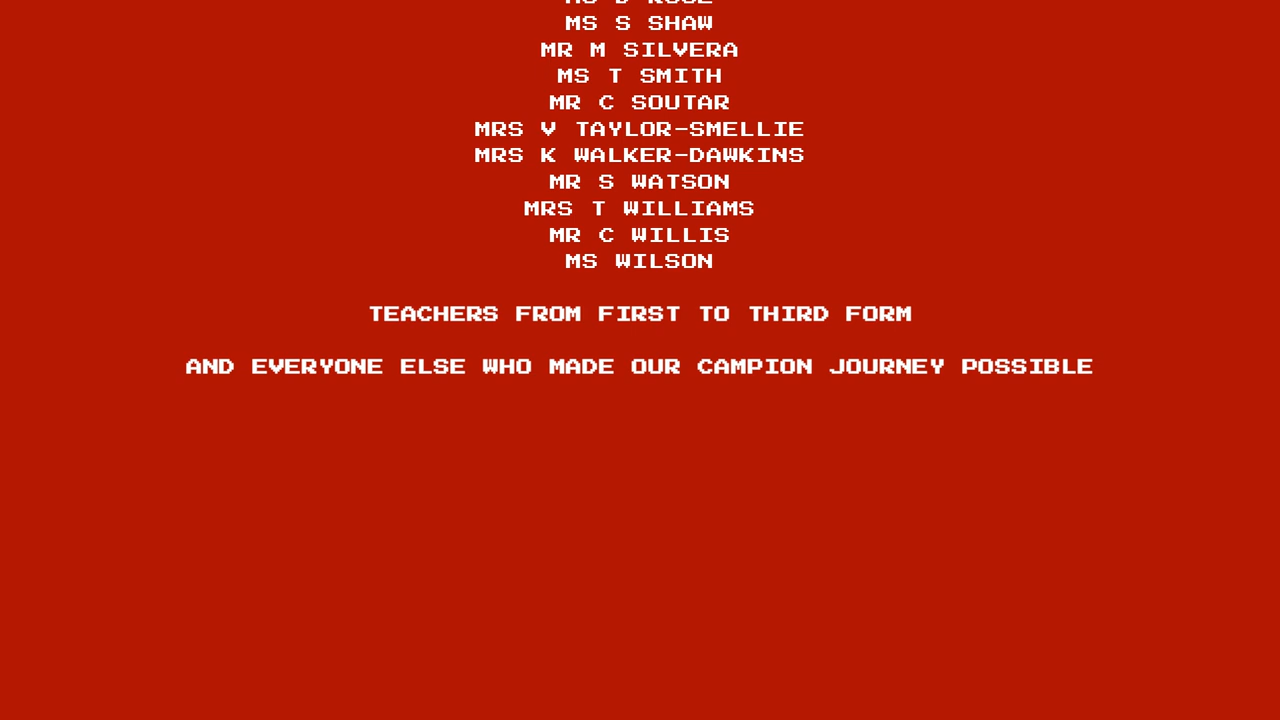 MS S SHAW
MR M SILVERA
MS T SMITH
MR C SOUTAR
MRS V TAYLOR-SMELLIE
MRS K WALKER-DAWKINS
MR S WATSON
MRS T WILLIAMS
MR C WILLIS
MS WILSON
TEACHERS FROM FIRST TO THIRD FORM
AND EVERYONE ELSE WHO MADE OUR CAMPION JOURNEY POSSIBLE